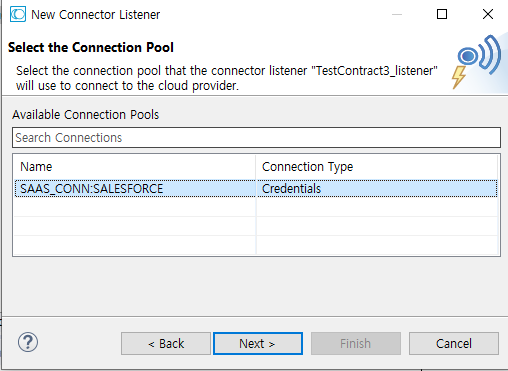 New Connector Listener
Select the Connection Pool
Select the connection pool that the connector listener "TestContract3_listener"
will use to connect to the cloud provider.
Available Connection Pools
Search Connections
Name Connection Type
SAAS_CONN:SALESFORCE Credentials
? < Back Next > Finish Cancel